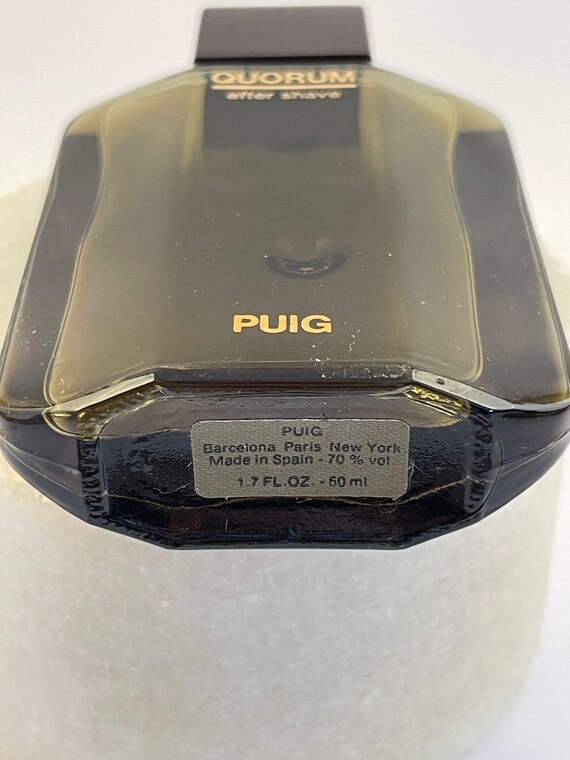 QUORUM
after shave
PUIG
PUIG
Barcelona Paris New York
Made in Spain - 70 % vol.
1.7 FL.OZ. - 50 ml